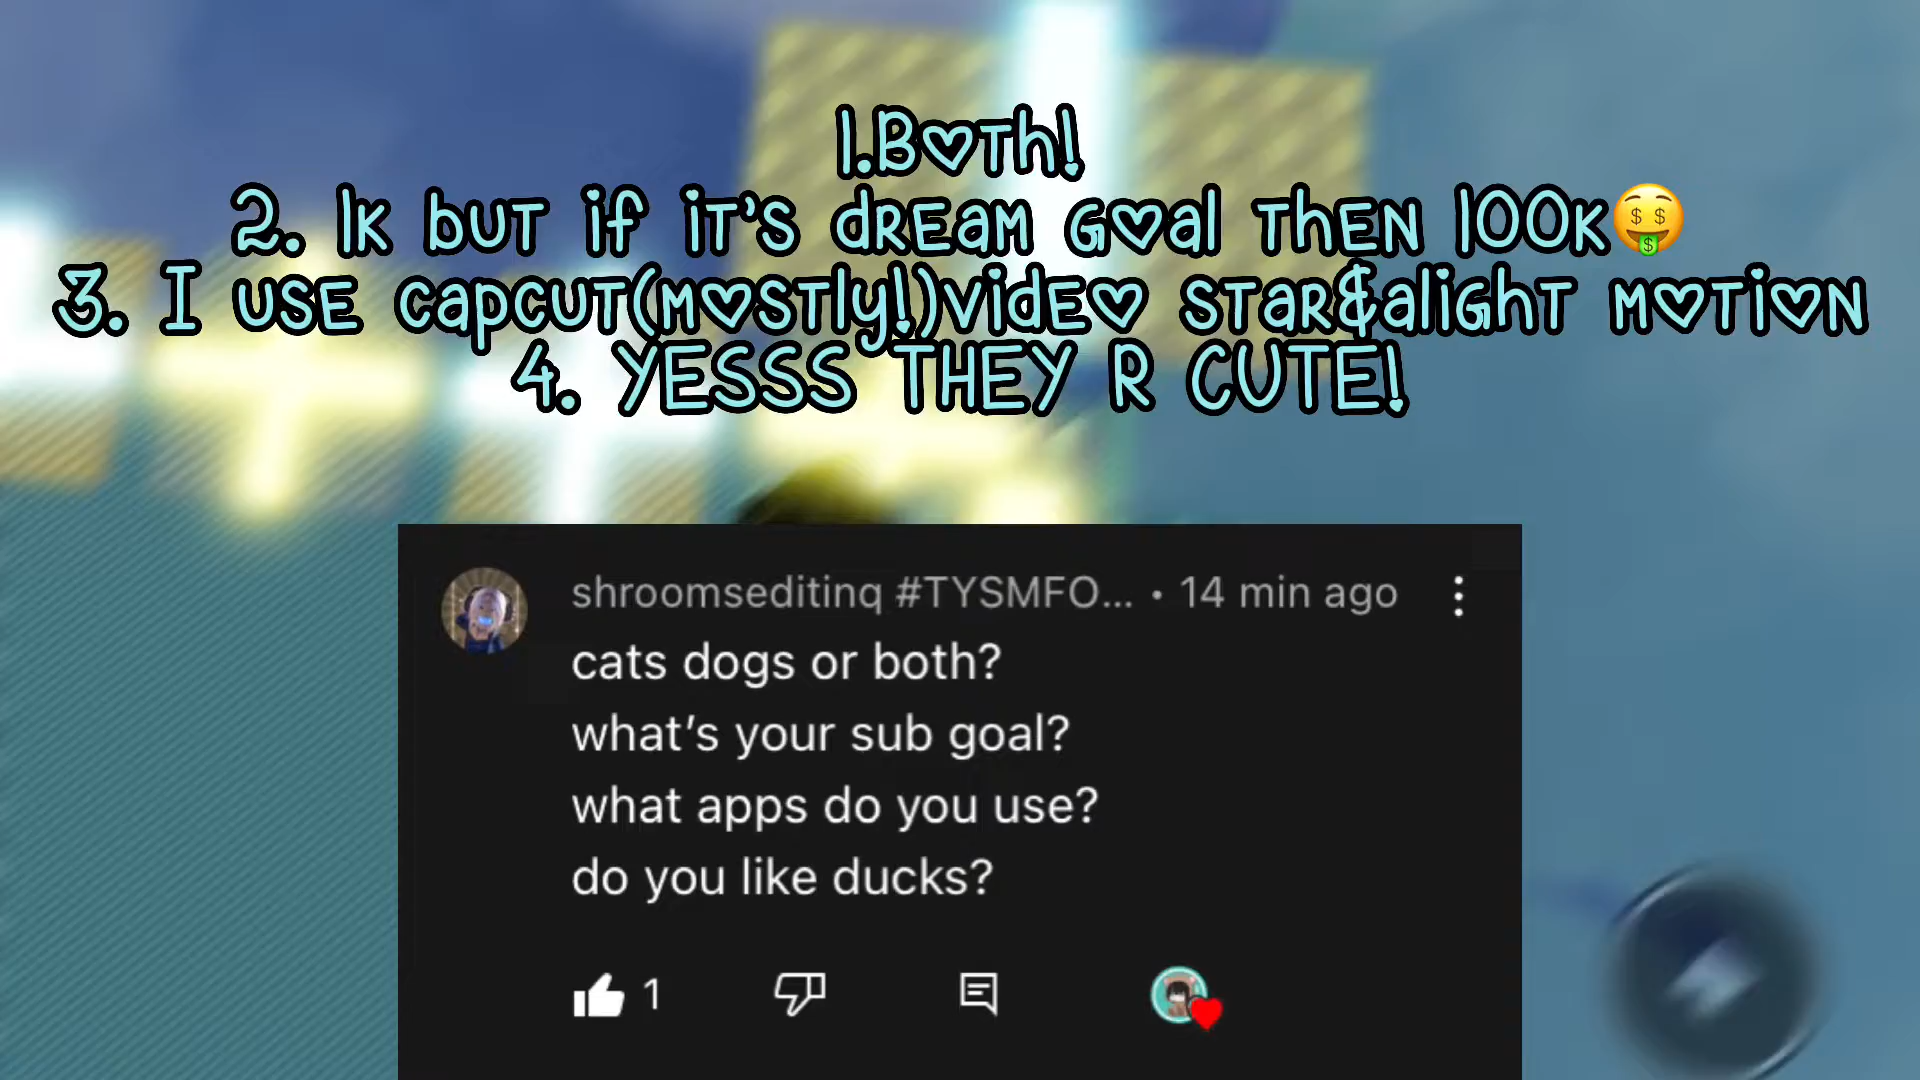 1.Both!
2. 1k but if it's dream goal then 100k🤑
3. I use capcut(mostly!)video star&alight motion
4. YESSS THEY R CUTE!
shroomsediting #TYSMFO... • 14 min ago
cats dogs or both?
what's your sub goal?
what apps do you use?
do you like ducks?
1